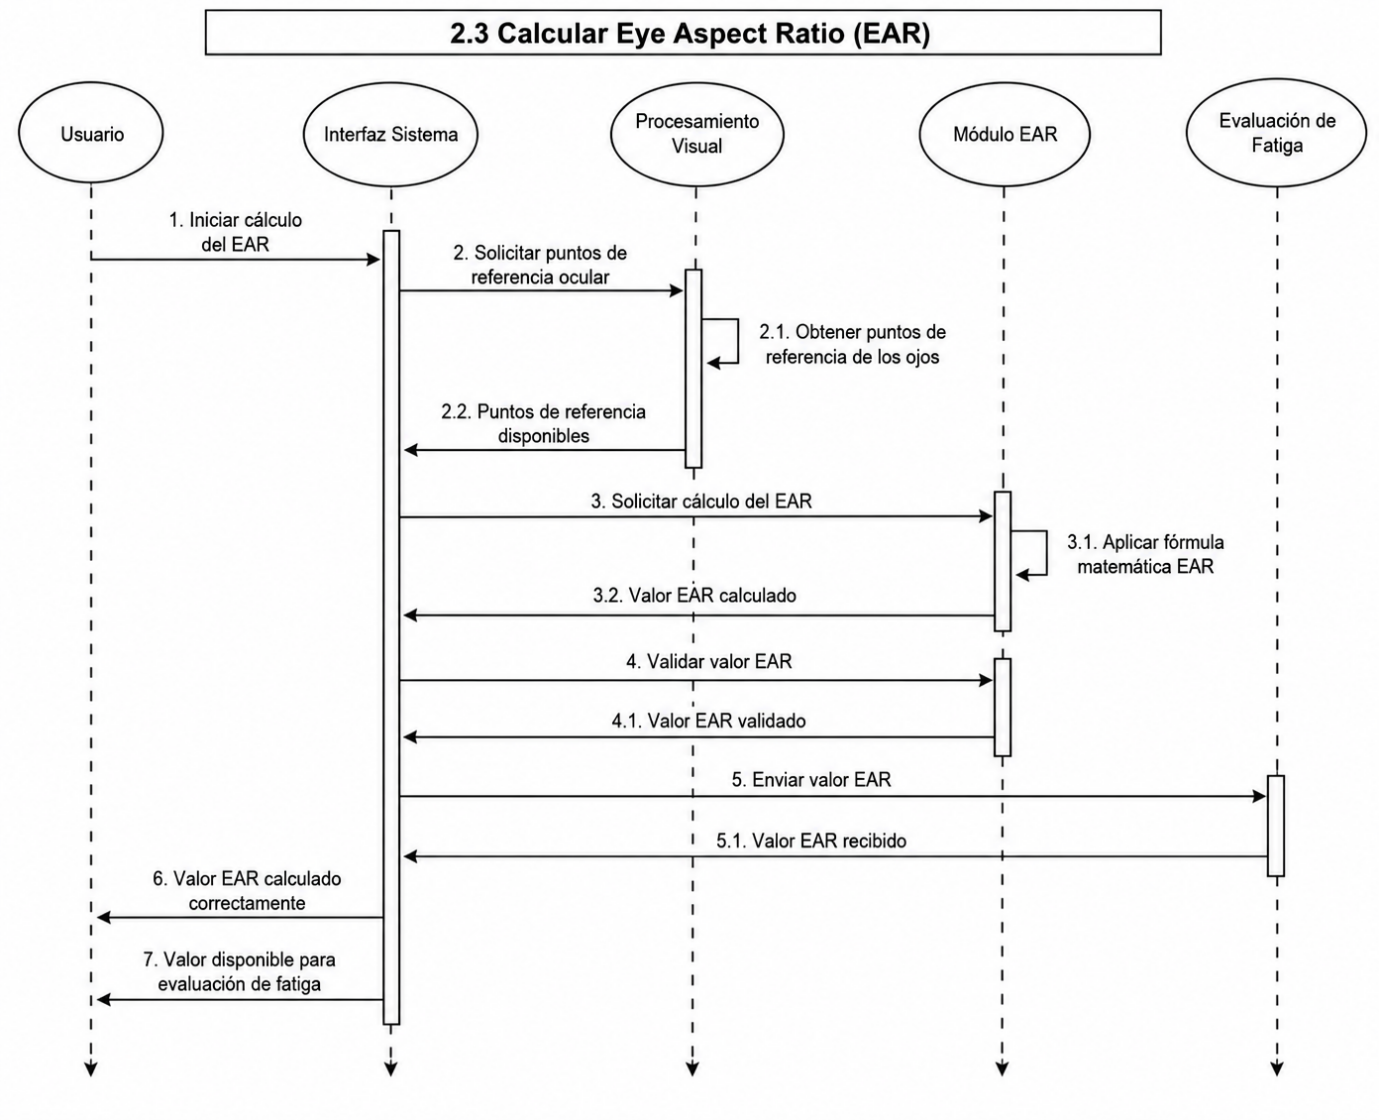 2.3 Calcular Eye Aspect Ratio (EAR)
Usuario
Interfaz Sistema
Procesamiento
Visual
Módulo EAR
Evaluación de
Fatiga
1. Iniciar cálculo
del EAR
2. Solicitar puntos de
referencia ocular
2.1. Obtener puntos de
referencia de los ojos
2.2. Puntos de referencia
disponibles
3. Solicitar cálculo del EAR
3.1. Aplicar fórmula
matemática EAR
3.2. Valor EAR calculado
4. Validar valor EAR
4.1. Valor EAR validado
5. Enviar valor EAR
5.1. Valor EAR recibido
6. Valor EAR calculado
correctamente
7. Valor disponible para
evaluación de fatiga